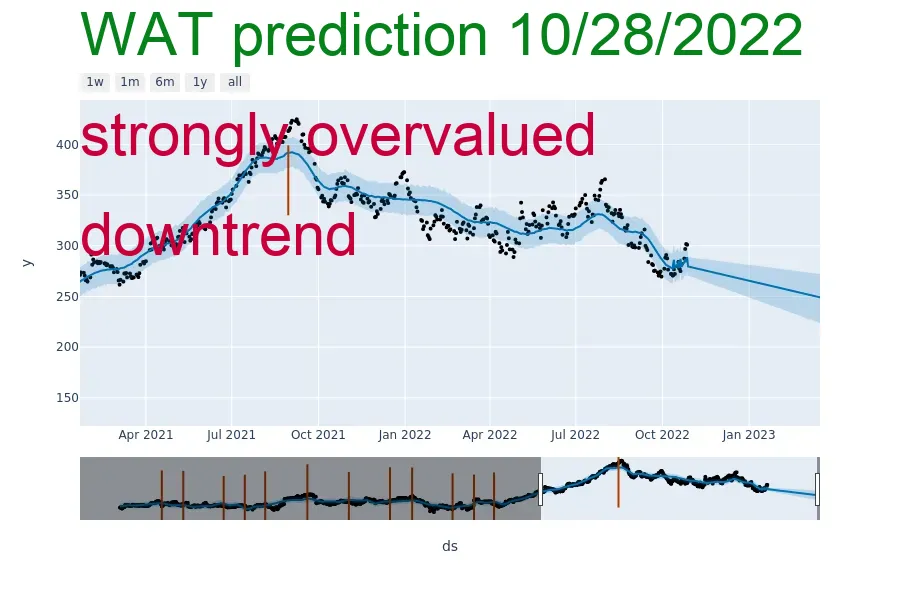 WAT prediction 10/28/2022
1w 1m 6m 1y all
strongly overvalued
downtrend
400
350
300
250
200
150
y
Apr 2021 Jul 2021 Oct 2021 Jan 2022 Apr 2022 Jul 2022 Oct 2022 Jan 2023
ds